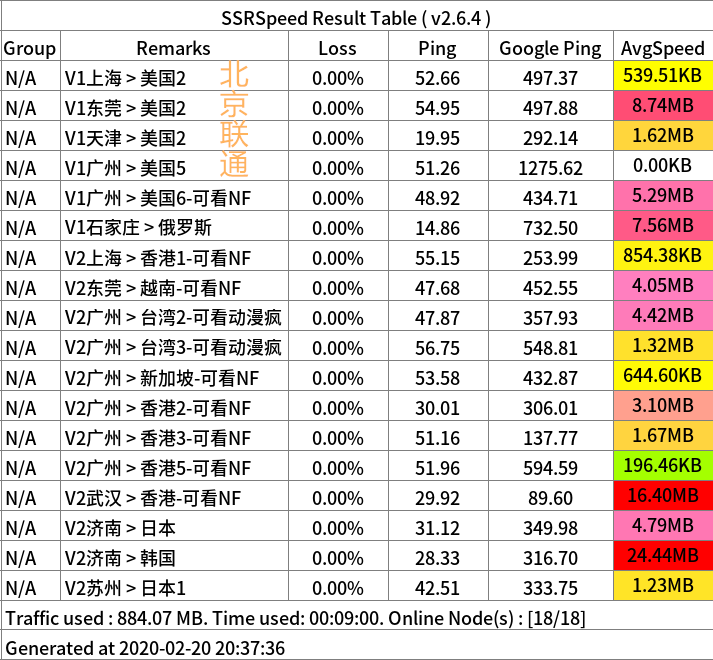 SSRSpeed Result Table ( v2.6.4 )
Group Remarks Loss Ping Google Ping AvgSpeed
N/A V1上海 > 美国2 0.00% 52.66 497.37 539.51KB
N/A V1东莞 > 美国2 0.00% 54.95 497.88 8.74MB
N/A V1天津 > 美国2 0.00% 19.95 292.14 1.62MB
N/A V1广州 > 美国5 0.00% 51.26 1275.62 0.00KB
N/A V1广州 > 美国6-可看NF 0.00% 48.92 434.71 5.29MB
N/A V1石家庄 > 俄罗斯 0.00% 14.86 732.50 7.56MB
N/A V2上海 > 香港1-可看NF 0.00% 55.15 253.99 854.38KB
N/A V2东莞 > 越南-可看NF 0.00% 47.68 452.55 4.05MB
N/A V2广州 > 台湾2-可看动漫疯 0.00% 47.87 357.93 4.42MB
N/A V2广州 > 台湾3-可看动漫疯 0.00% 56.75 548.81 1.32MB
N/A V2广州 > 新加坡-可看NF 0.00% 53.58 432.87 644.60KB
N/A V2广州 > 香港2-可看NF 0.00% 30.01 306.01 3.10MB
N/A V2广州 > 香港3-可看NF 0.00% 51.16 137.77 1.67MB
N/A V2广州 > 香港5-可看NF 0.00% 51.96 594.59 196.46KB
N/A V2武汉 > 香港-可看NF 0.00% 29.92 89.60 16.40MB
N/A V2济南 > 日本 0.00% 31.12 349.98 4.79MB
N/A V2济南 > 韩国 0.00% 28.33 316.70 24.44MB
N/A V2苏州 > 日本1 0.00% 42.51 333.75 1.23MB
Traffic used : 884.07 MB. Time used: 00:09:00. Online Node(s) : [18/18]
Generated at 2020-02-20 20:37:36
北京联通